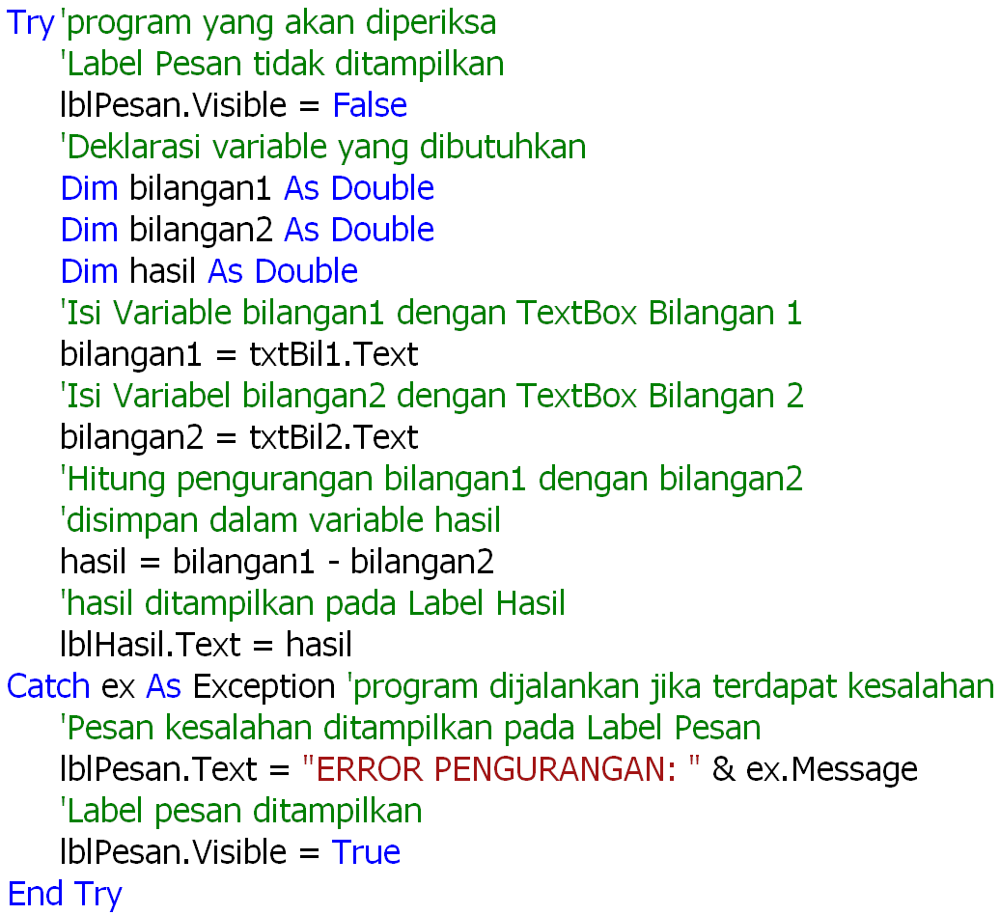 Try 'program yang akan diperiksa
'Label Pesan tidak ditampilkan
lblPesan.Visible = False
'Deklarasi variable yang dibutuhkan
Dim bilangan1 As Double
Dim bilangan2 As Double
Dim hasil As Double
'Isi Variable bilangan1 dengan TextBox Bilangan 1
bilangan1 = txtBil1.Text
'Isi Variabel bilangan2 dengan TextBox Bilangan 2
bilangan2 = txtBil2.Text
'Hitung pengurangan bilangan1 dengan bilangan2
'disimpan dalam variable hasil
hasil = bilangan1 - bilangan2
'hasil ditampilkan pada Label Hasil
lblHasil.Text = hasil
Catch ex As Exception 'program dijalankan jika terdapat kesalahan
'Pesan kesalahan ditampilkan pada Label Pesan
lblPesan.Text = "ERROR PENGURANGAN: " & ex.Message
'Label pesan ditampilkan
lblPesan.Visible = True
End Try